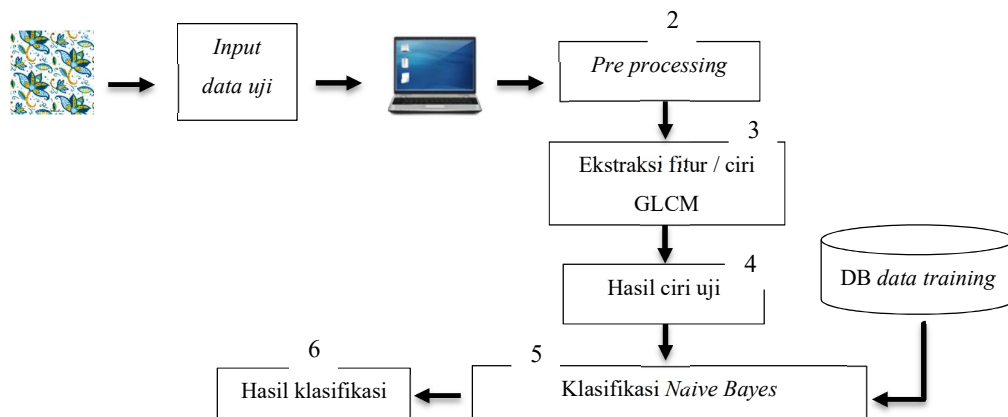 Input
data uji
2
Pre processing
3
Ekstraksi fitur / ciri
GLCM
4
Hasil ciri uji
DB data training
5
Klasifikasi Naive Bayes
6
Hasil klasifikasi